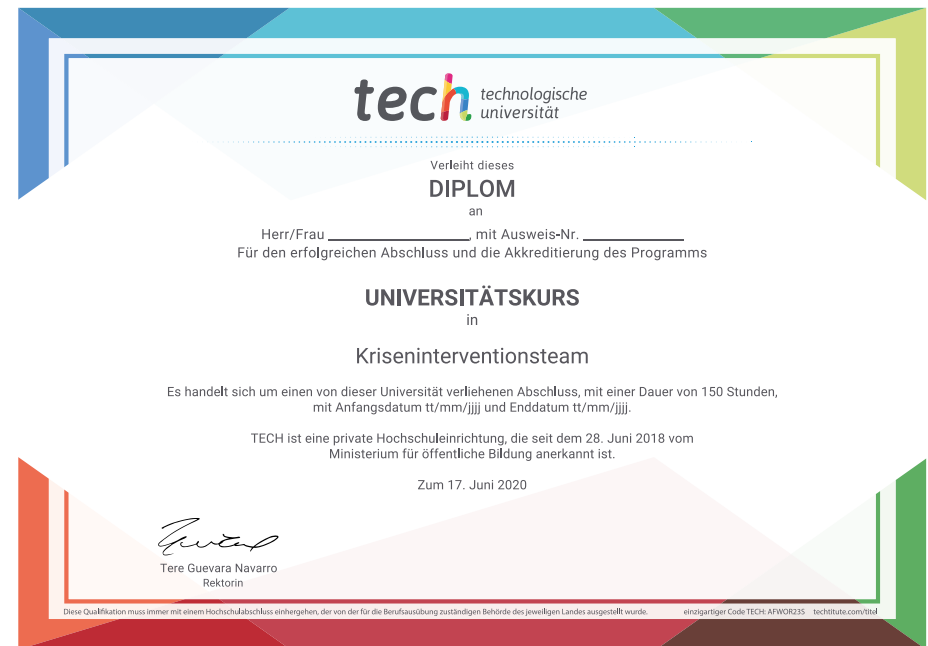 tech technologische
universität
Verleiht dieses
DIPLOM
an
Herr/Frau ____________, mit Ausweis-Nr. ____________
Für den erfolgreichen Abschluss und die Akkreditierung des Programms
UNIVERSITÄTSKURS
in
Kriseninterventionsteam
Es handelt sich um einen von dieser Universität verliehenen Abschluss, mit einer Dauer von 150 Stunden,
mit Anfangsdatum tt/mm/jjjj und Enddatum tt/mm/jjjj.
TECH ist eine private Hochschuleinrichtung, die seit dem 28. Juni 2018 vom
Ministerium für öffentliche Bildung anerkannt ist.
Zum 17. Juni 2020
Tere Guevara Navarro
Rektorin
Diese Qualifikation muss immer mit einem Hochschulabschluss einhergehen, der von der für die Berufsausübung zuständigen Behörde des jeweiligen Landes ausgestellt wurde. einzigartiger Code TECH: AFWOR23S techtitute.com/titel